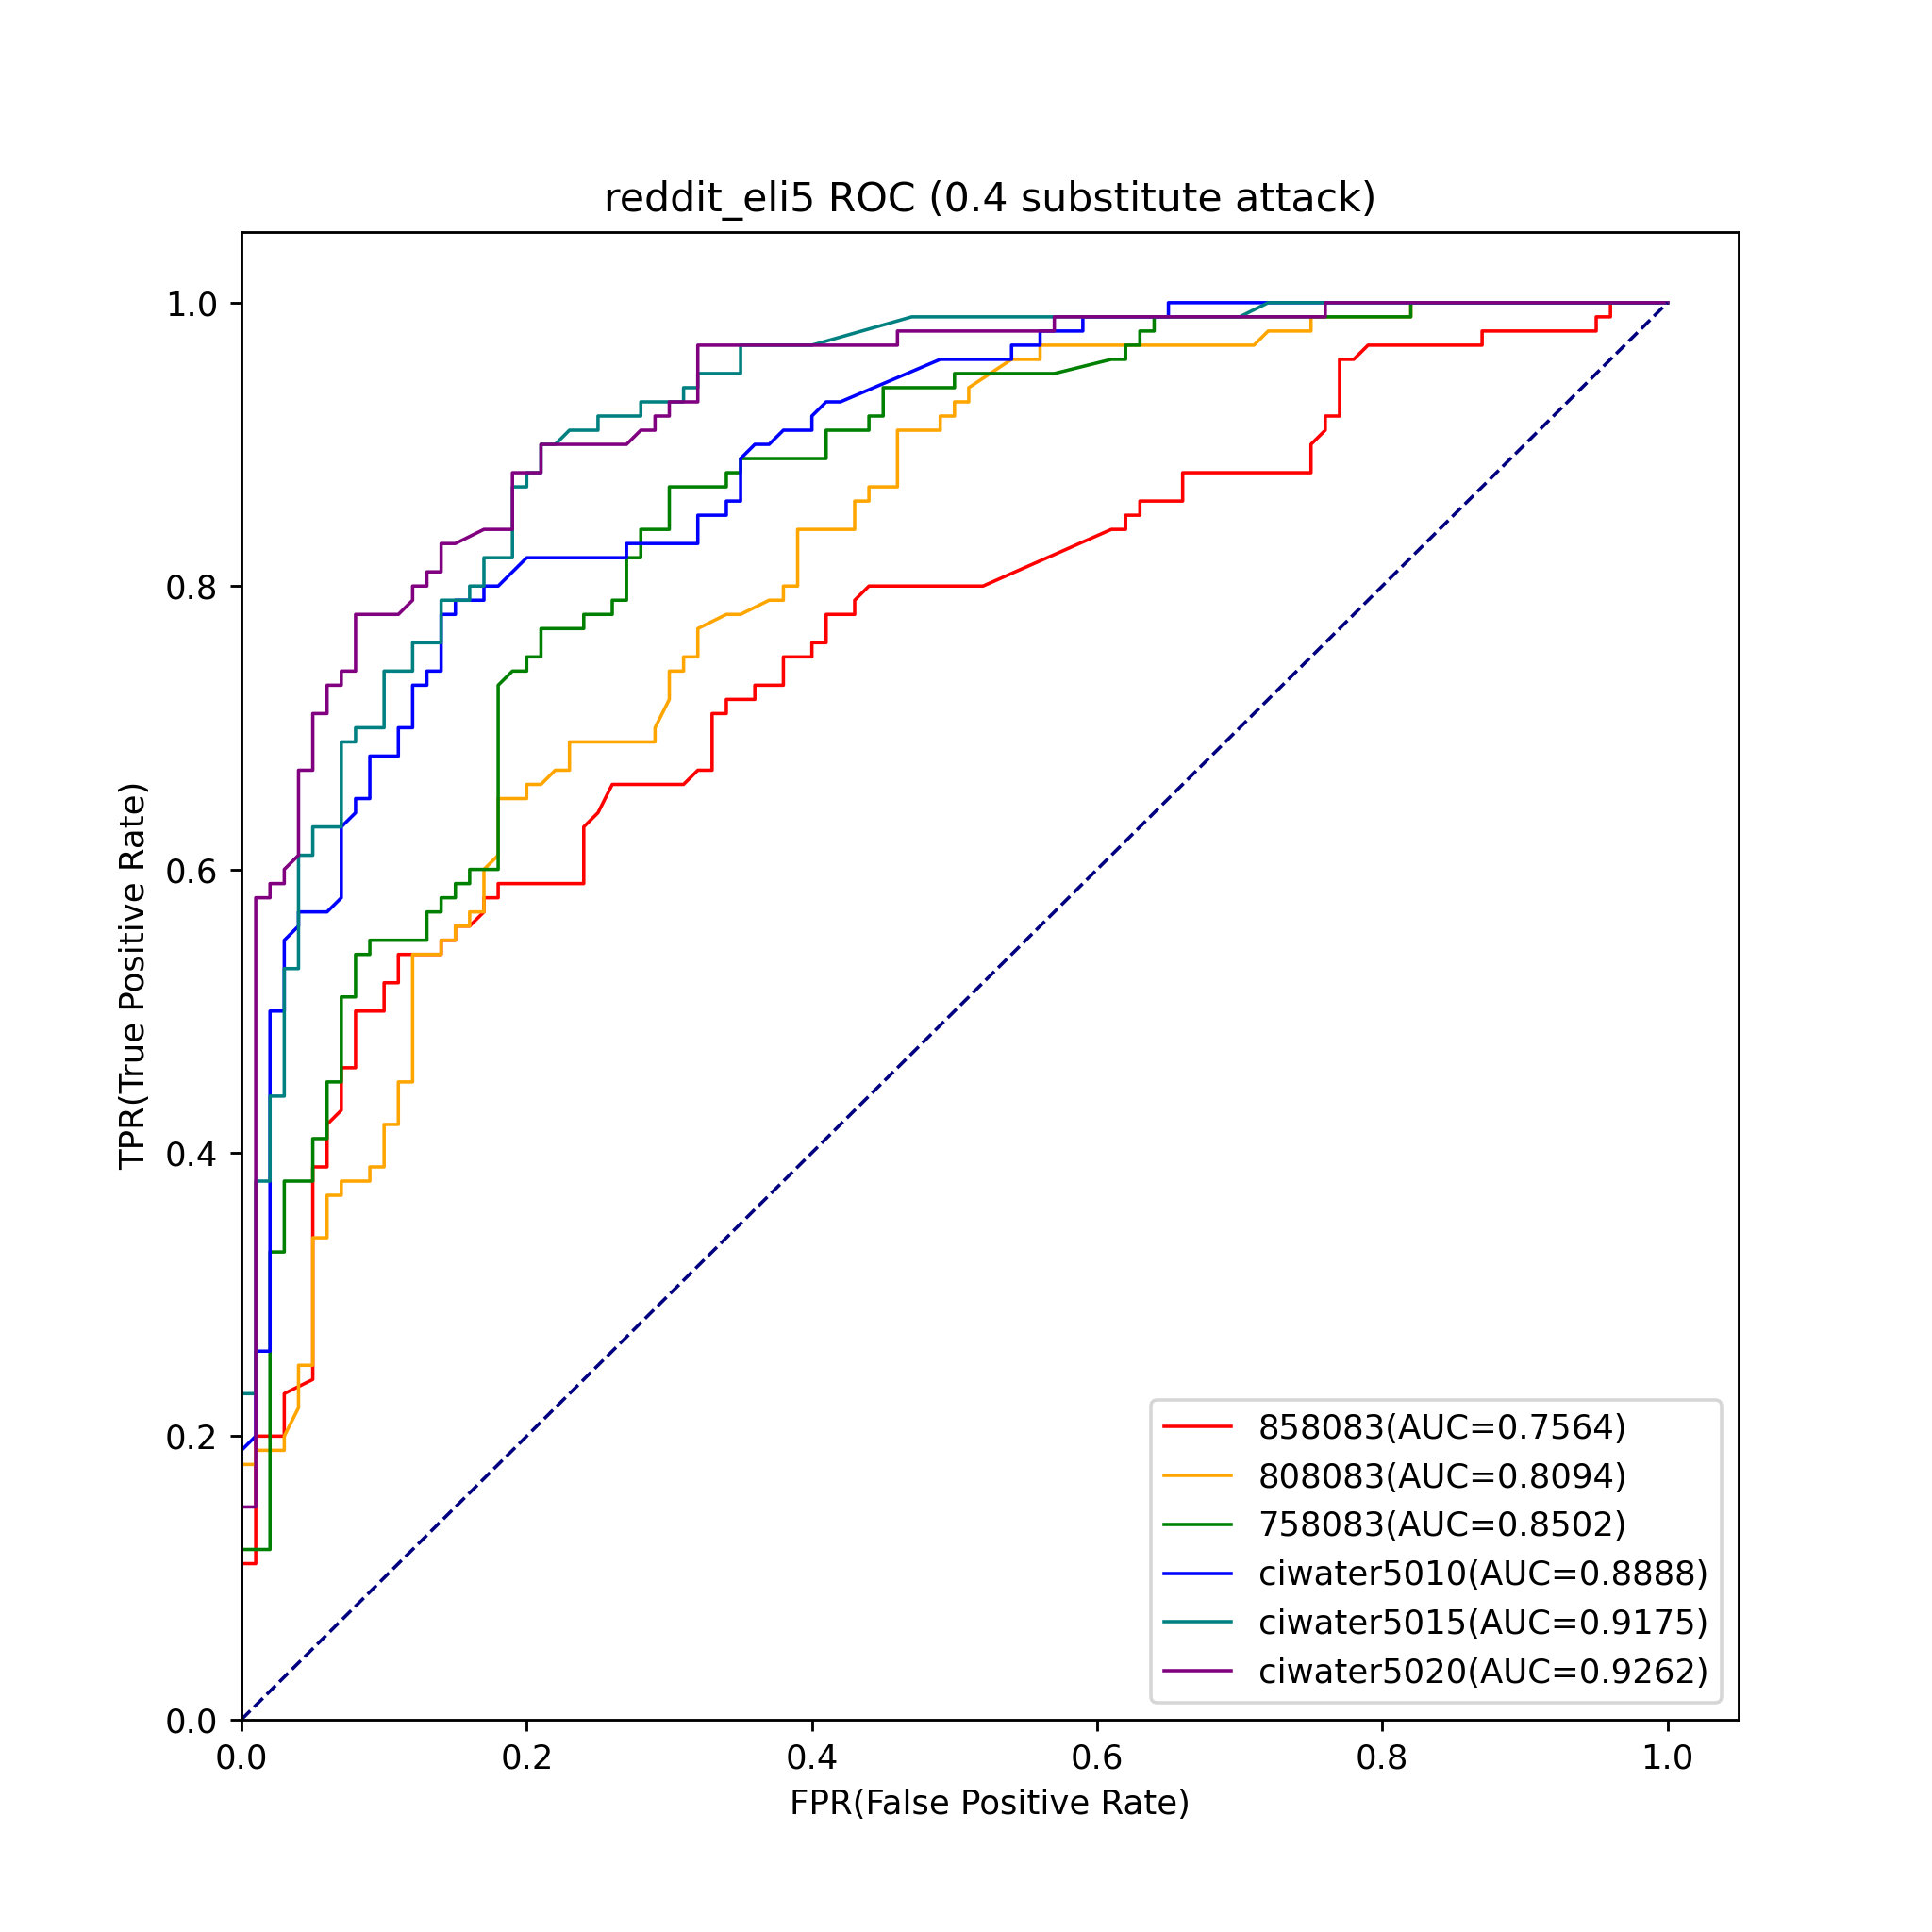 reddit_eli5 ROC (0.4 substitute attack)
TPR(True Positive Rate)
1.0
0.8
0.6
0.4
0.2
0.0
0.0 0.2 0.4 0.6 0.8 1.0
FPR(False Positive Rate)
858083(AUC=0.7564)
808083(AUC=0.8094)
758083(AUC=0.8502)
ciwater5010(AUC=0.8888)
ciwater5015(AUC=0.9175)
ciwater5020(AUC=0.9262)